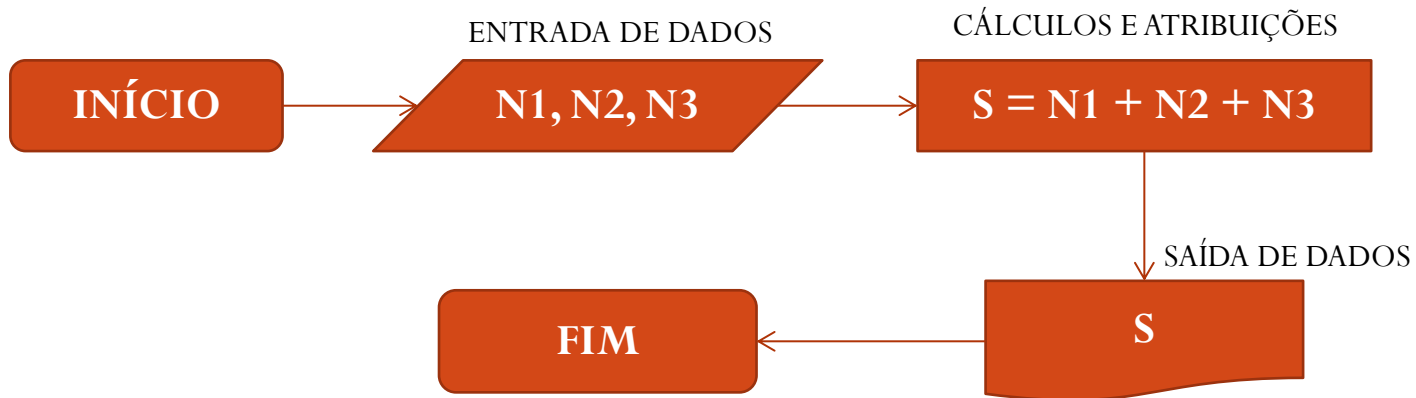 INÍCIO
ENTRADA DE DADOS
N1, N2, N3
CÁLCULOS E ATRIBUIÇÕES
S = N1 + N2 + N3
SAÍDA DE DADOS
S
FIM